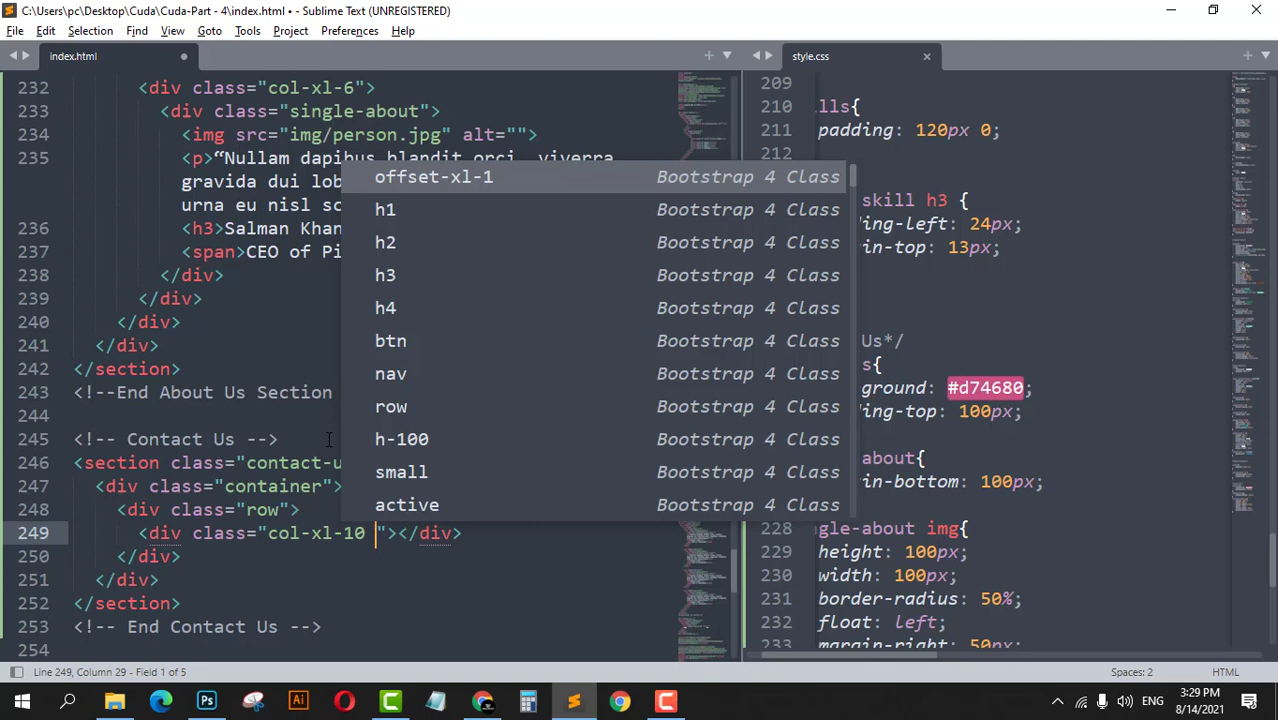 C:\Users\pc\Desktop\Cuda\Cuda-Part - 4\index.html • - Sublime Text (UNREGISTERED)
File Edit Selection Find View Goto Tools Project Preferences Help
index.html
style.css
232 <div class="col-xl-6">
233 <div class="single-about">
234 <img src="img/person.jpg" alt="">
235 <p>“Nullam dapibus blandit orci, viverra
gravida dui lob
urna eu nisl sc
236 <h3>Salman Khan
237 <span>CEO of Pi
238 </div>
239 </div>
240 </div>
241 </div>
242 </section>
243 <!--End About Us Section
244
245 <!-- Contact Us -->
246 <section class="contact-u
247 <div class="container">
248 <div class="row">
249 <div class="col-xl-10 "></div>
250 </div>
251 </div>
252 </section>
253 <!-- End Contact Us -->
254
offset-xl-1 Bootstrap 4 Class
h1 Bootstrap 4 Class
h2 Bootstrap 4 Class
h3 Bootstrap 4 Class
h4 Bootstrap 4 Class
btn Bootstrap 4 Class
nav Bootstrap 4 Class
row Bootstrap 4 Class
h-100 Bootstrap 4 Class
small Bootstrap 4 Class
active Bootstrap 4 Class
209
210 lls{
211 padding: 120px 0;
212
skill h3 {
ing-left: 24px;
in-top: 13px;
Us*/
s{
ground: #d74680;
ing-top: 100px;
about{
in-bottom: 100px;
228 gle-about img{
229 height: 100px;
230 width: 100px;
231 border-radius: 50%;
232 float: left;
233 margin-right: 50px;
Line 249, Column 29 - Field 1 of 5
Spaces: 2
HTML
ENG
3:29 PM
8/14/2021